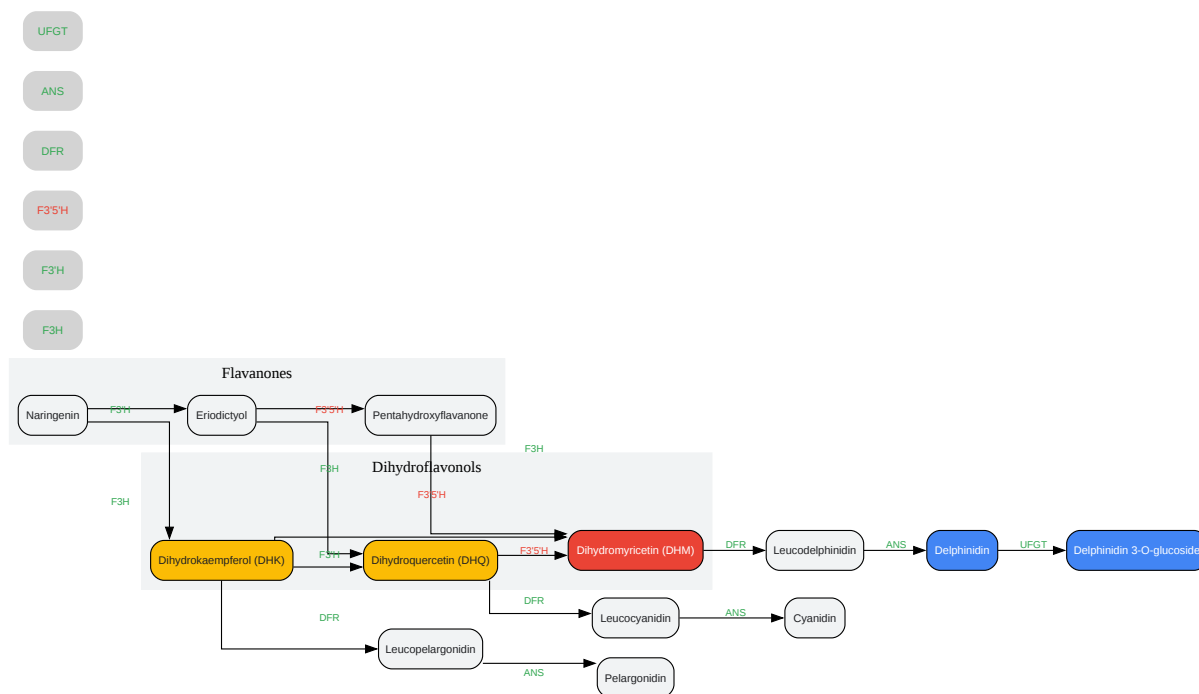 UFGT
ANS
DFR
F3'5'H
F3'H
F3H
Flavanones
Naringenin
F3'H
Eriodictyol
F3'5'H
Pentahydroxyflavanone
F3H
F3H
Dihydroflavonols
F3H
F3'5'H
Dihydrokaempferol (DHK)
F3'H
Dihydroquercetin (DHQ)
F3'5'H
Dihydromyricetin (DHM)
DFR
Leucodelphinidin
ANS
Delphinidin
UFGT
Delphinidin 3-O-glucoside
DFR
DFR
Leucocyanidin
ANS
Cyanidin
Leucopelargonidin
ANS
Pelargonidin